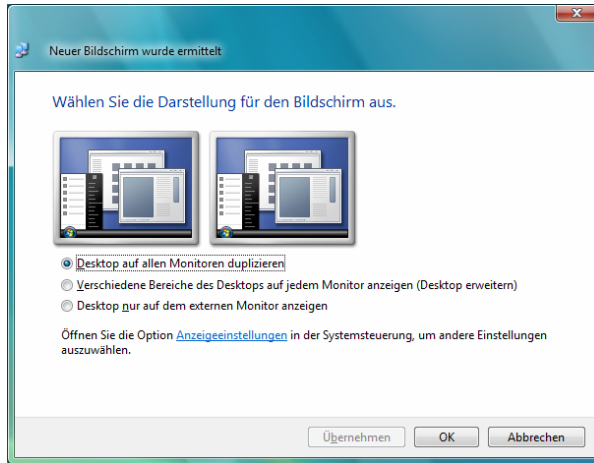 Neuer Bildschirm wurde ermittelt
Wählen Sie die Darstellung für den Bildschirm aus.
Desktop auf allen Monitoren duplizieren
Verschiedene Bereiche des Desktops auf jedem Monitor anzeigen (Desktop erweitern)
Desktop nur auf dem externen Monitor anzeigen
Öffnen Sie die Option Anzeigeeinstellungen in der Systemsteuerung, um andere Einstellungen
auszuwählen.
Übernehmen OK Abbrechen